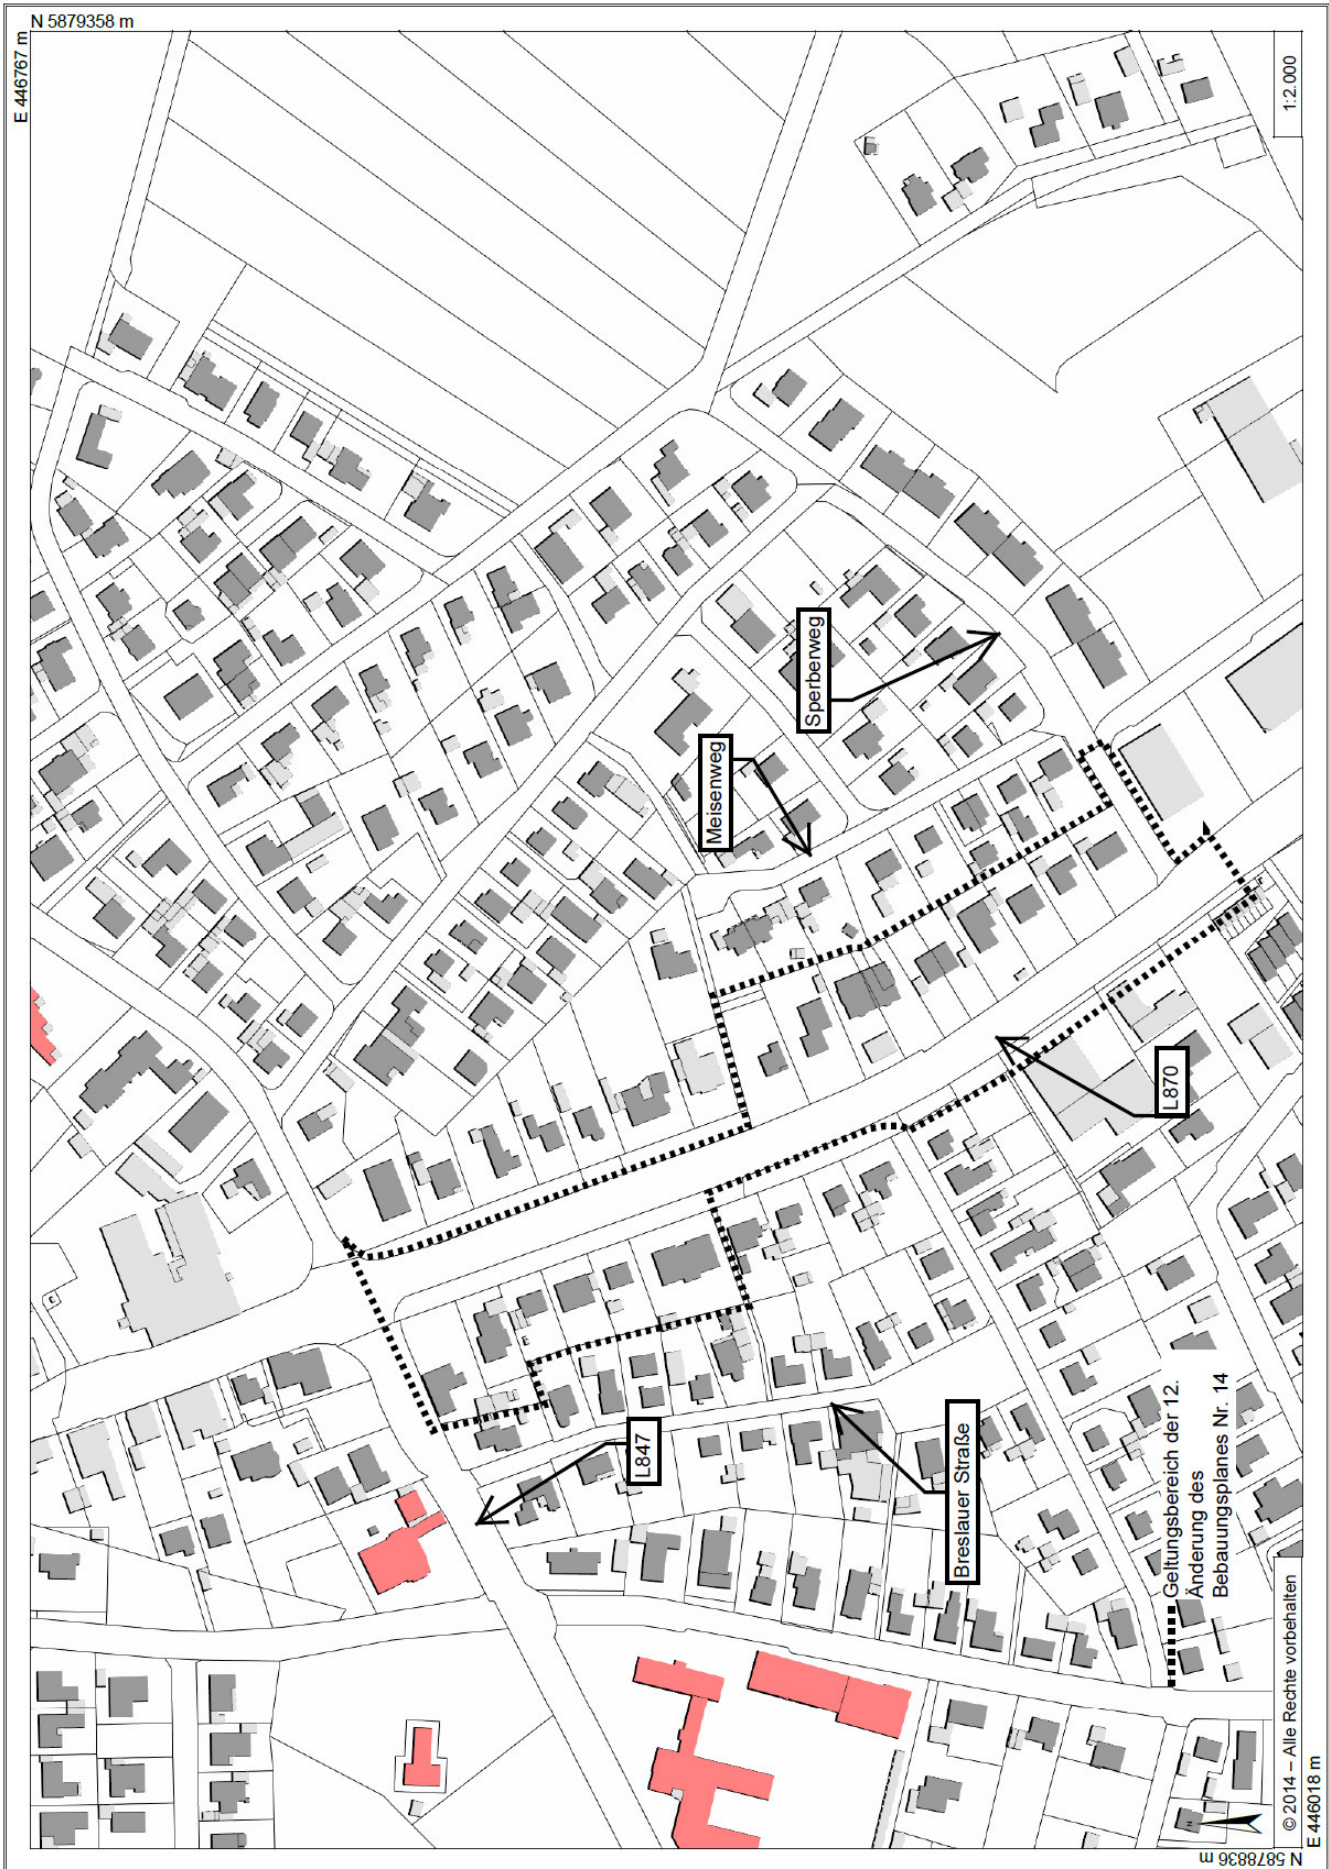 N 5879358 m
E 446767 m
1:2.000
Sperberweg
Meisenweg
L870
L847
Breslauer Straße
Geltungsbereich der 12.
Änderung des
Bebauungsplanes Nr. 14
© 2014 – Alle Rechte vorbehalten
N
E 446018 m
N 5878836 m